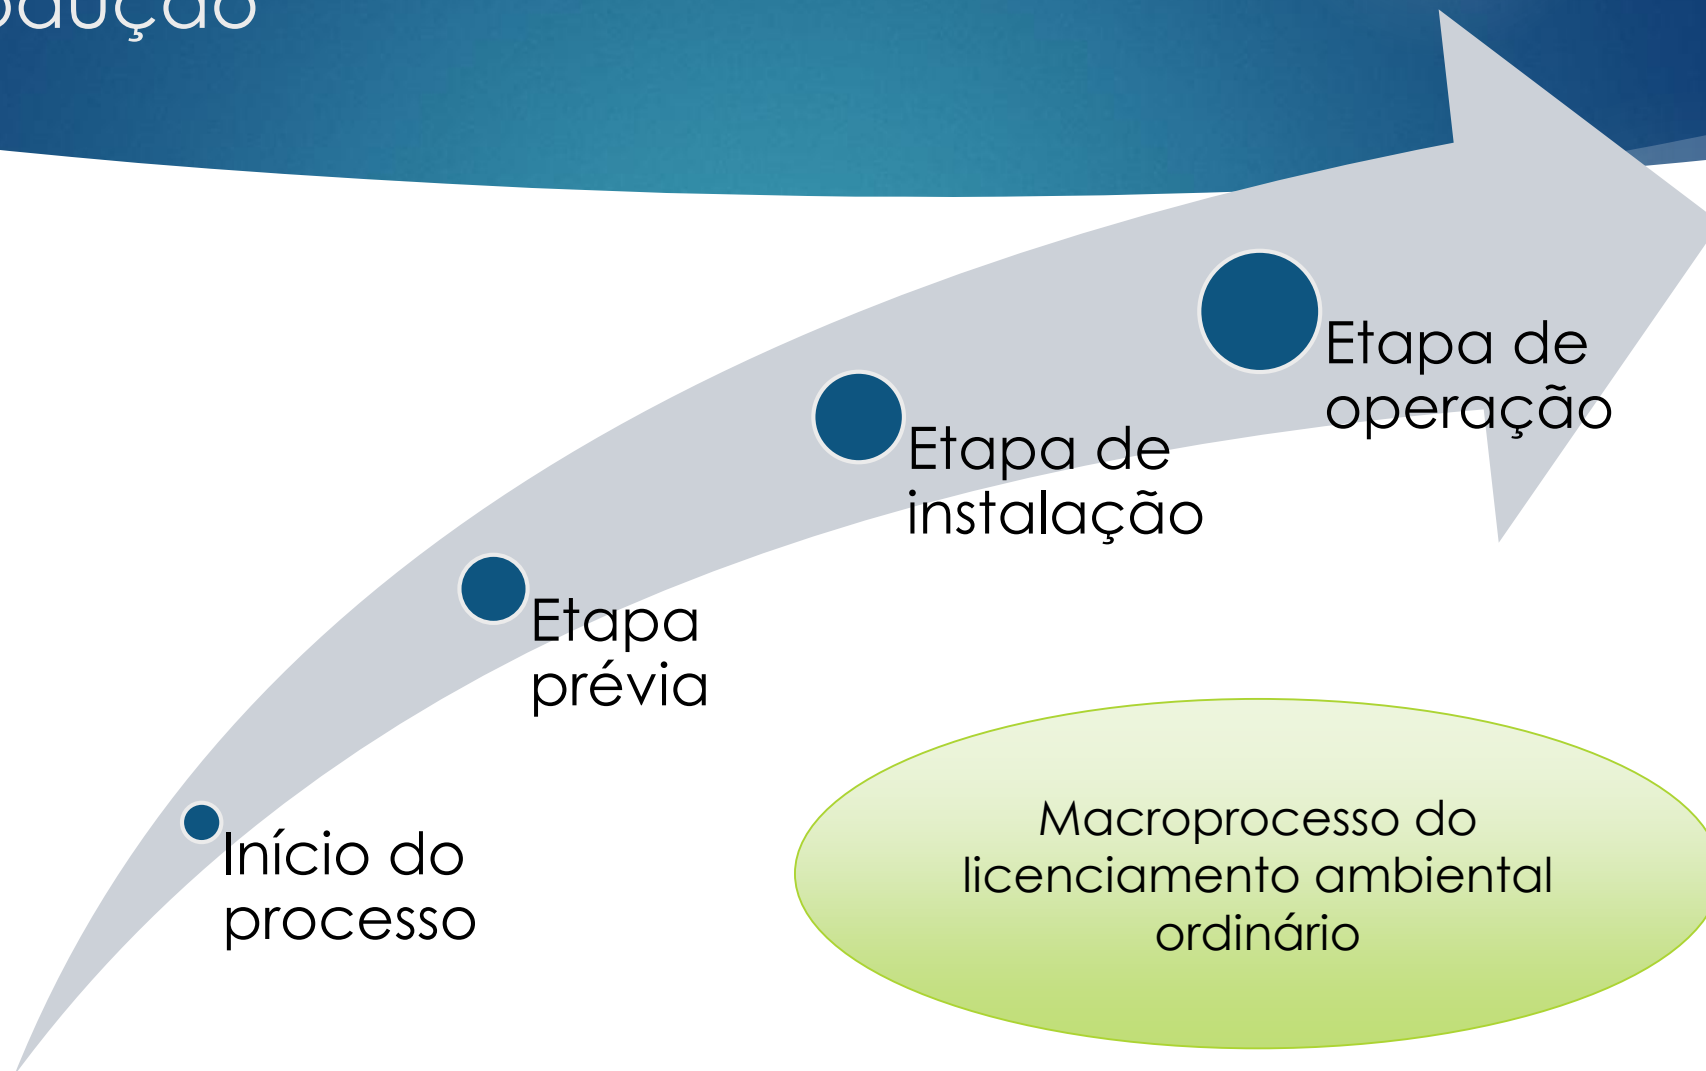 Início do
processo
Etapa
prévia
Etapa de
instalação
Etapa de
operação
Macroprocesso do
licenciamento ambiental
ordinário